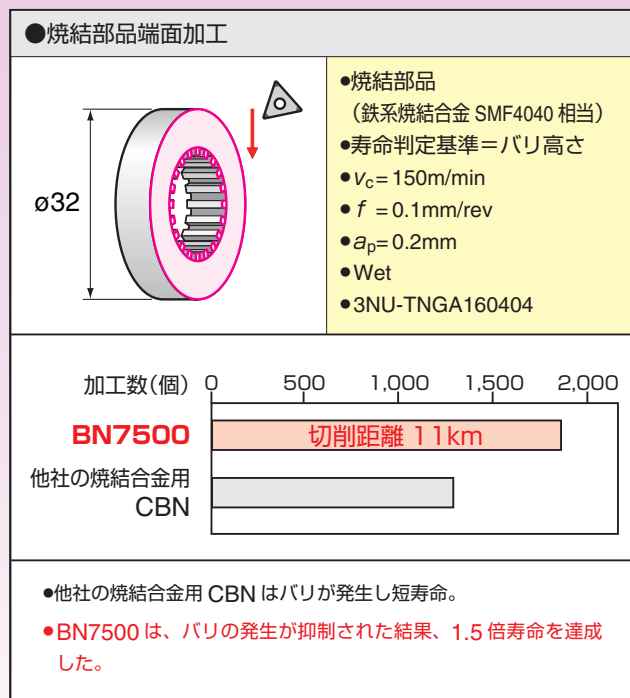 ●焼結部品端面加工
ø32
●焼結部品
（鉄系焼結合金 SMF4040 相当）
●寿命判定基準＝バリ高さ
●vc=150m/min
●f =0.1mm/rev
●ap=0.2mm
●Wet
●3NU-TNGA160404
加工数(個) 0 500 1,000 1,500 2,000
BN7500 切削距離 11km
他社の焼結合金用
CBN
●他社の焼結合金用 CBN はバリが発生し短寿命。
●BN7500 は、バリの発生が抑制された結果、1.5 倍寿命を達成
した。